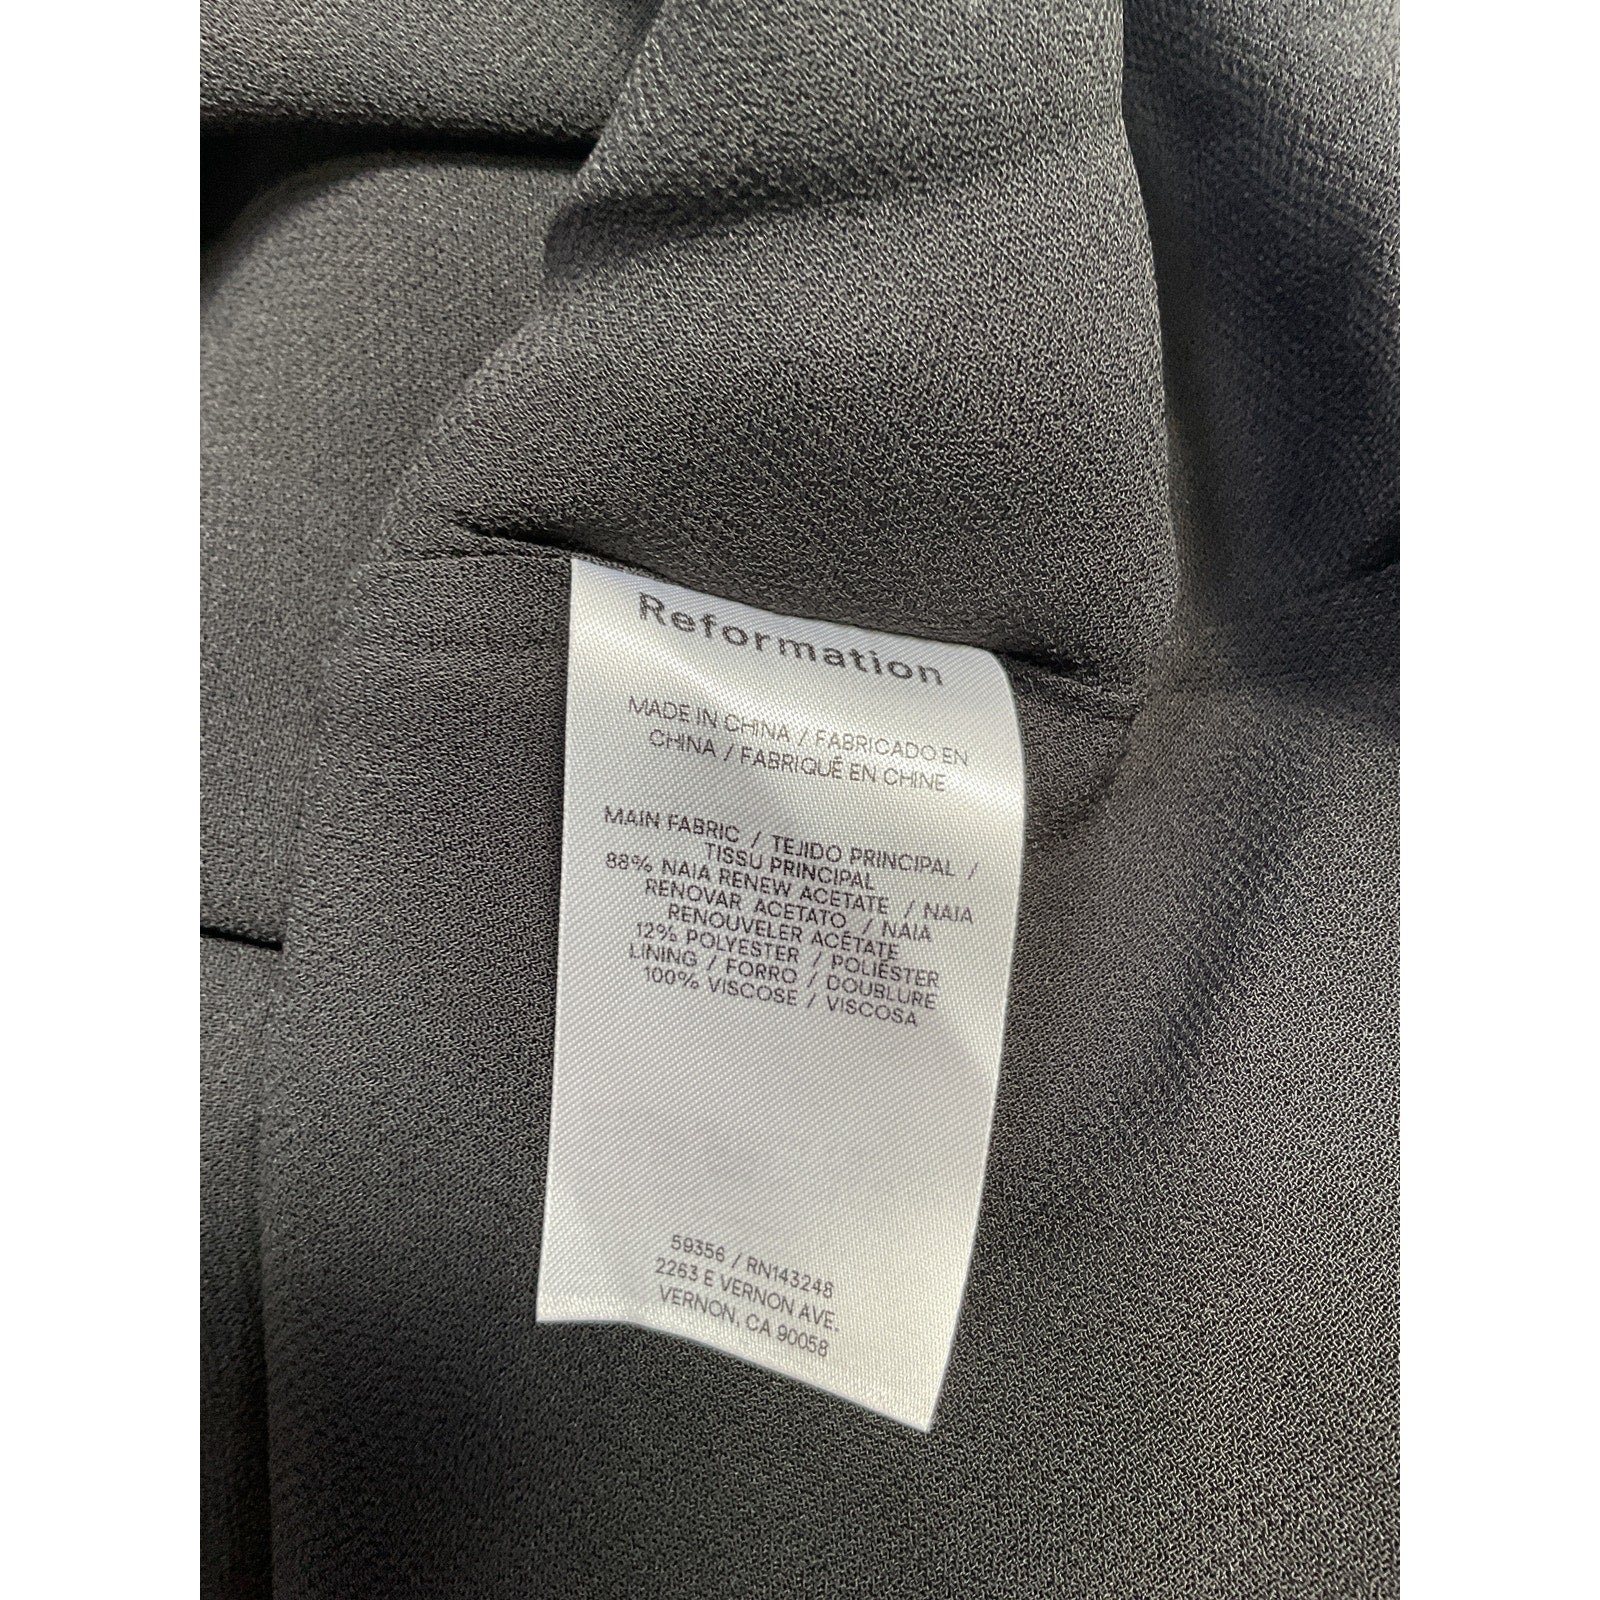 Reformation
MADE IN CHINA / FABRICADO EN
CHINA / FABRIQUÉ EN CHINE
MAIN FABRIC / TEJIDO PRINCIPAL /
TISSU PRINCIPAL
88% NAIA RENEW ACETATE / NAIA
RENOVAR ACETATO / NAIA
RENOUVELER ACÉTATE
12% POLYESTER / POLIÉSTER
LINING / FORRO / DOUBLURE
100% VISCOSE / VISCOSA
59356 / RN143248
2263 E VERNON AVE.
VERNON, CA 90058